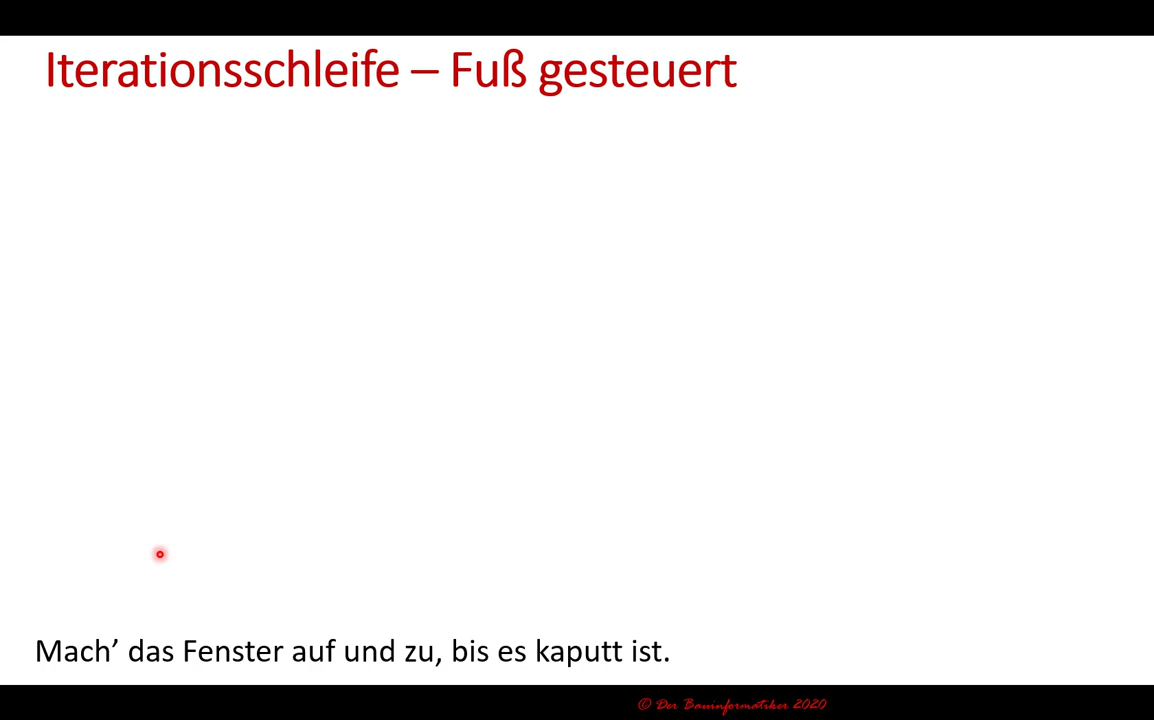 Iterationsschleife – Fuß gesteuert
Mach’ das Fenster auf und zu, bis es kaputt ist.
© Der Bauinformatiker 2020